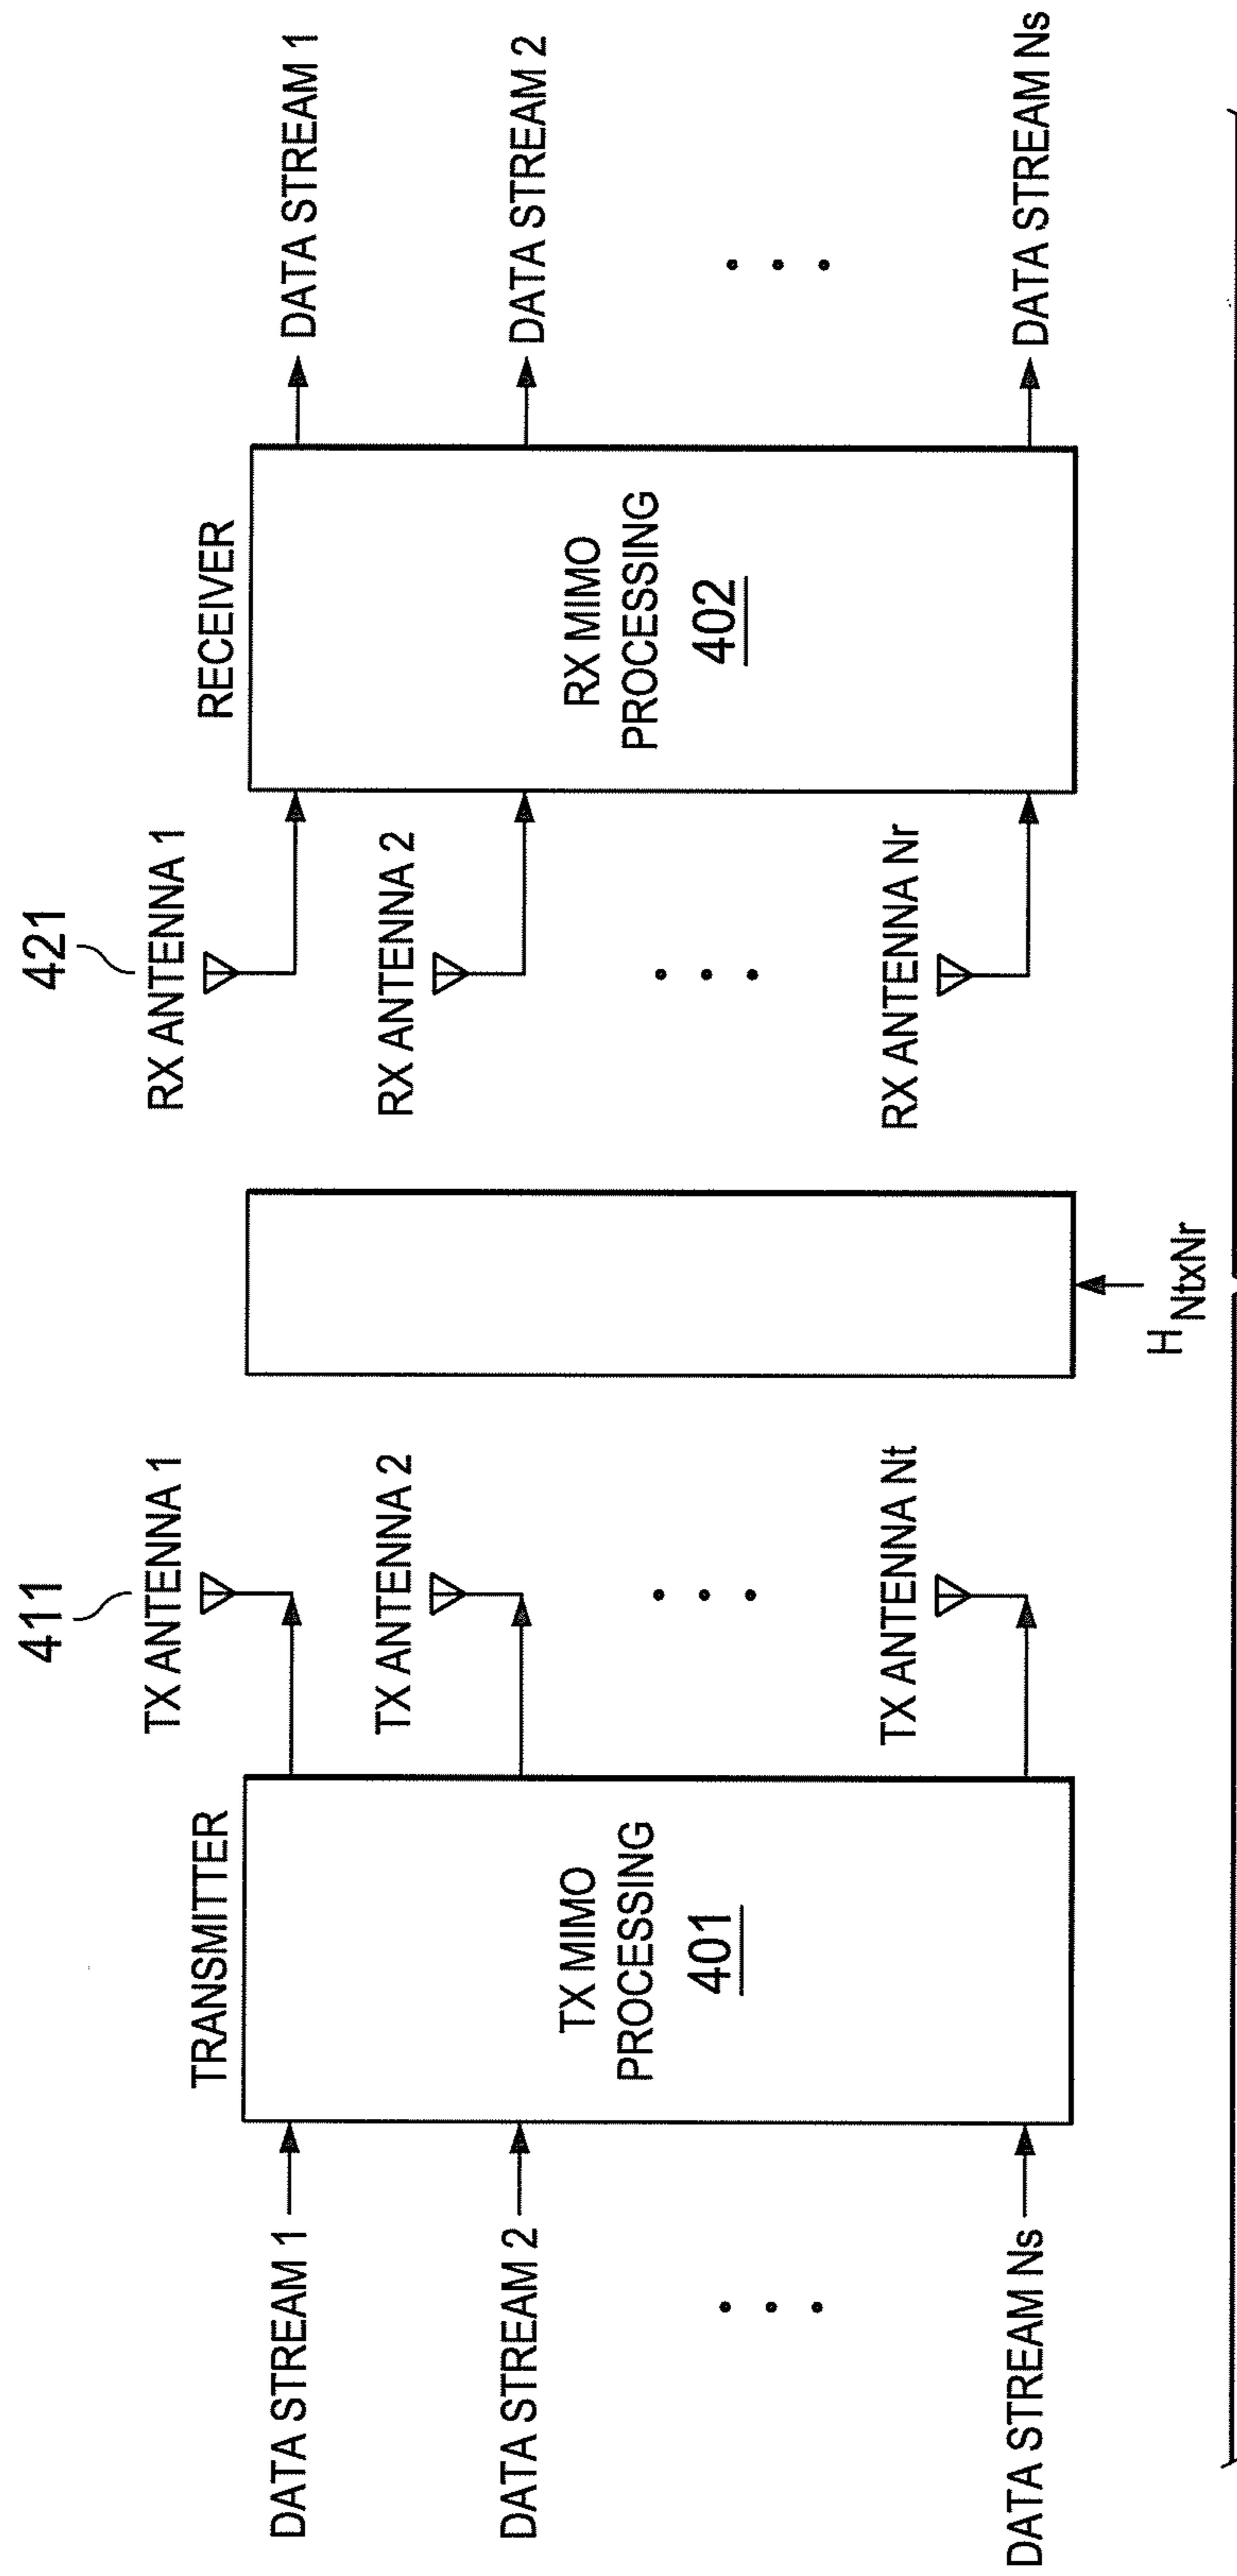 TRANSMITTER
DATA STREAM 1
DATA STREAM 2
DATA STREAM Ns
TX MIMO
PROCESSING
401
411
TX ANTENNA 1
TX ANTENNA 2
TX ANTENNA Nt
HNtxNr
421
RX ANTENNA 1
RX ANTENNA 2
RX ANTENNA Nr
RECEIVER
RX MIMO
PROCESSING
402
DATA STREAM 1
DATA STREAM 2
DATA STREAM Ns